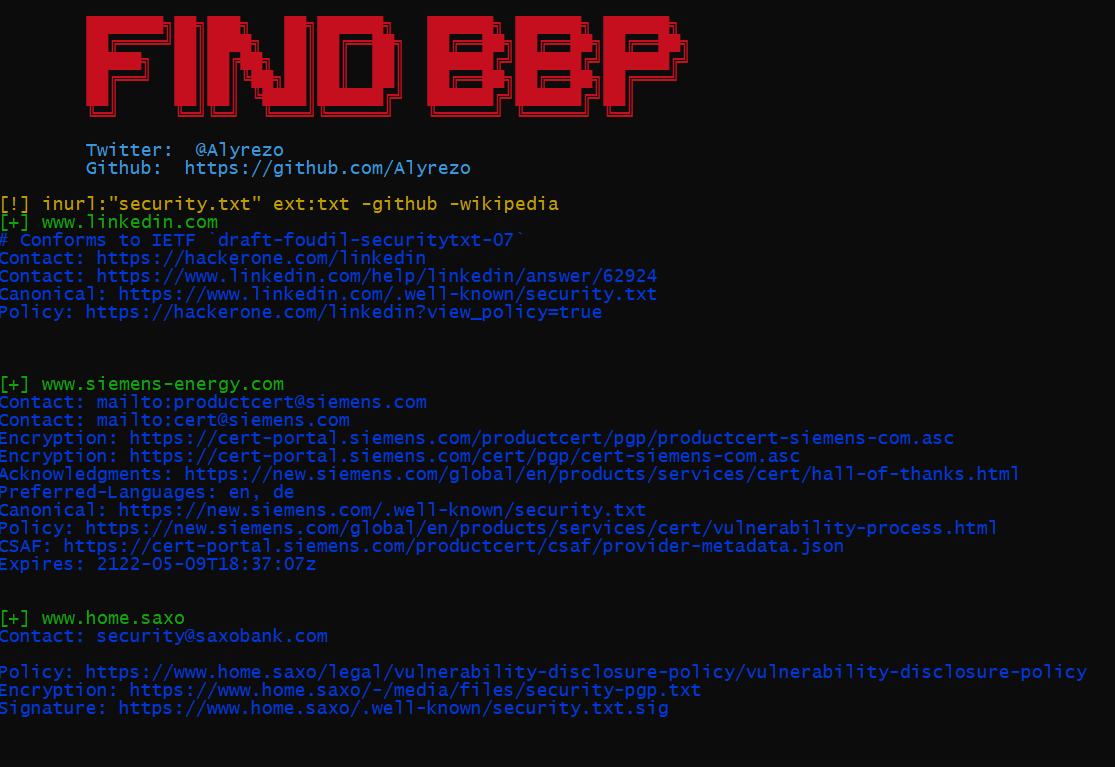 FIND BBP
Twitter:  @Alyrezo
Github:  https://github.com/Alyrezo
[!] inurl:"security.txt" ext:txt -github -wikipedia
[+] www.linkedin.com
# Conforms to IETF `draft-foudil-securitytxt-07`
Contact: https://hackerone.com/linkedin
Contact: https://www.linkedin.com/help/linkedin/answer/62924
Canonical: https://www.linkedin.com/.well-known/security.txt
Policy: https://hackerone.com/linkedin?view_policy=true
[+] www.siemens-energy.com
Contact: mailto:productcert@siemens.com
Contact: mailto:cert@siemens.com
Encryption: https://cert-portal.siemens.com/productcert/pgp/productcert-siemens-com.asc
Encryption: https://cert-portal.siemens.com/cert/pgp/cert-siemens-com.asc
Acknowledgments: https://new.siemens.com/global/en/products/services/cert/hall-of-thanks.html
Preferred-Languages: en, de
Canonical: https://new.siemens.com/.well-known/security.txt
Policy: https://new.siemens.com/global/en/products/services/cert/vulnerability-process.html
CSAF: https://cert-portal.siemens.com/productcert/csaf/provider-metadata.json
Expires: 2122-05-09T18:37:07z
[+] www.home.saxo
Contact: security@saxobank.com
Policy: https://www.home.saxo/legal/vulnerability-disclosure-policy/vulnerability-disclosure-policy
Encryption: https://www.home.saxo/-/media/files/security-pgp.txt
Signature: https://www.home.saxo/.well-known/security.txt.sig